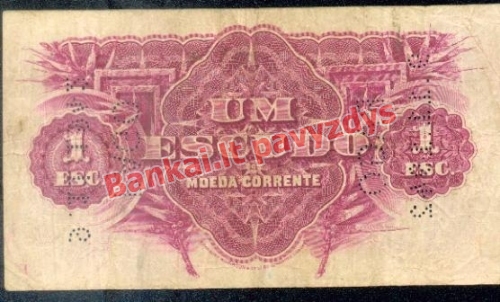 UM
ESCUDO
1
ESC
1
ESC
MOEDA CORRENTE
Bankai.lt pavyzdys